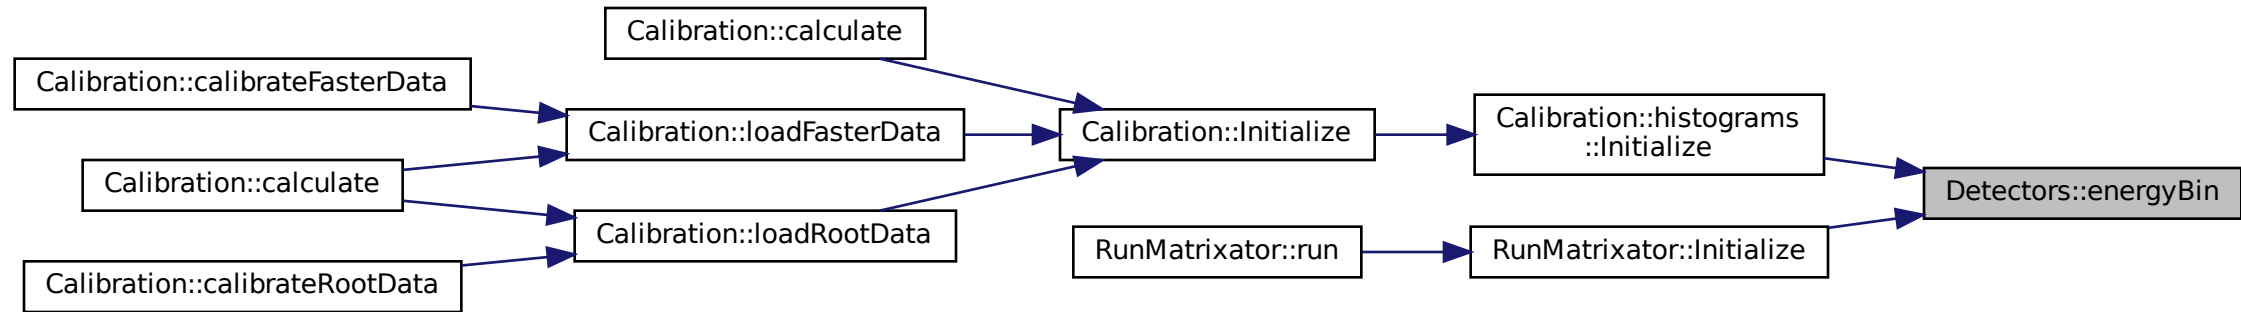 Calibration::calculate
Calibration::calibrateFasterData
Calibration::loadFasterData
Calibration::Initialize
Calibration::histograms
::Initialize
Calibration::calculate
Detectors::energyBin
Calibration::loadRootData
RunMatrixator::run
RunMatrixator::Initialize
Calibration::calibrateRootData